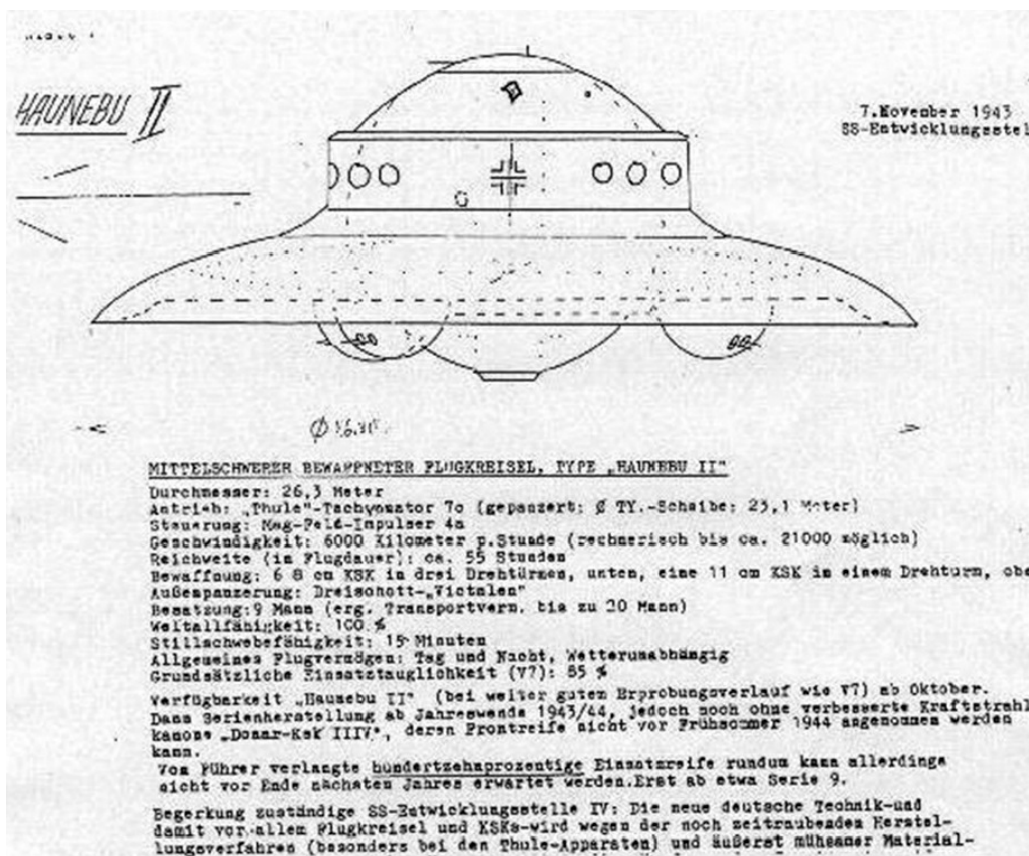 HAUNEBU II
7.November 1943
SS-Entwicklungsstel
MITTELSCHWERER BEWAFFNETER FLUGKREISEL, TYPE „HAUNEBU II"
Durchmesser: 26,3 Meter
Antrieb: „Thule"-Tachyonator 7c (gepanzert: Ø TY.-Scheibe: 23,1 Meter)
Steuerung: Mag-Feld-Impulser 4a
Geschwindigkeit: 6000 Kilometer p.Stunde (rechnerisch bis ca. 21000 möglich)
Reichweite (in Flugdauer): ca. 55 Stunden
Bewaffnung: 6 8 cm KSK in drei Drehtürmen, unten, eine 11 cm KSK in einem Drehturm, obe
Außenpanzerung: Dreischott-„Victalen"
Besatzung:9 Mann (erg. Transportverm. bis zu 20 Mann)
Weltallfähigkeit: 100 %
Stillschwebefähigkeit: 15 Minuten
Allgemeines Flugvermögen: Tag und Nacht, Wetterunabhängig
Grundsätzliche Einsatztauglichkeit (V7): 85 %
Verfügbarkeit „Haunebu II" (bei weiter gutem Erprobungsverlauf wie V7) ab Oktober.
Dann Serienherstellung ab Jahreswende 1943/44, jedoch noch ohne verbesserte Kraftstrahl
kanone „Donar-Ksk IIIV", deren Frontreife nicht vor Frühsommer 1944 angenommen werden
kann.
Vom Führer verlangte hundertzehnprozentige Einsatzreife rundum kann allerdings
nicht vor Ende nächsten Jahres erwartet werden.Erst ab etwa Serie 9.
Begerkung zuständige SS-Entwicklungsstelle IV: Die neue deutsche Technik-und
damit vor allem Flugkreisel und KSKs-wird wegen der noch zeitraubenden Herstel-
lungsverfahren (besonders bei den Thule-Apparaten) und äußerst mühsamer Material-